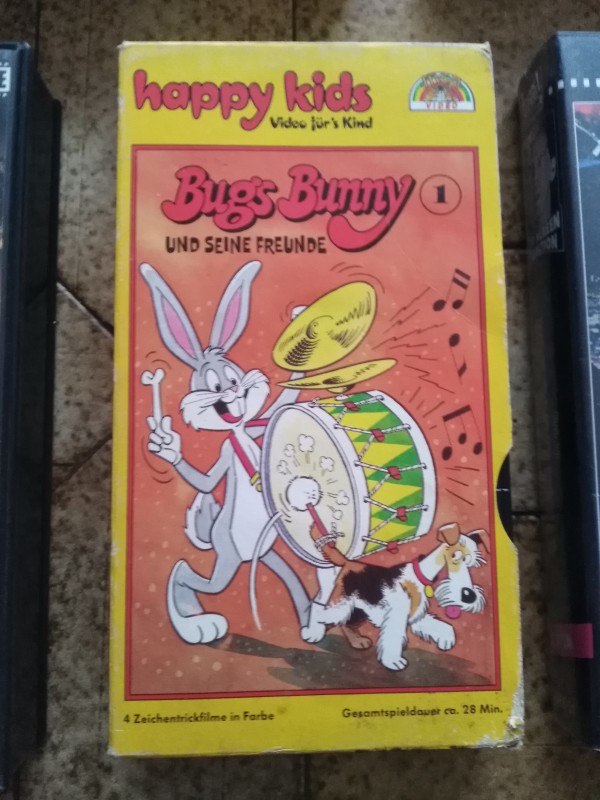 happy kids
Video für's Kind
VIDEO
Bugs Bunny 1
UND SEINE FREUNDE
4 Zeichentrickfilme in Farbe
Gesamtspieldauer ca. 28 Min.